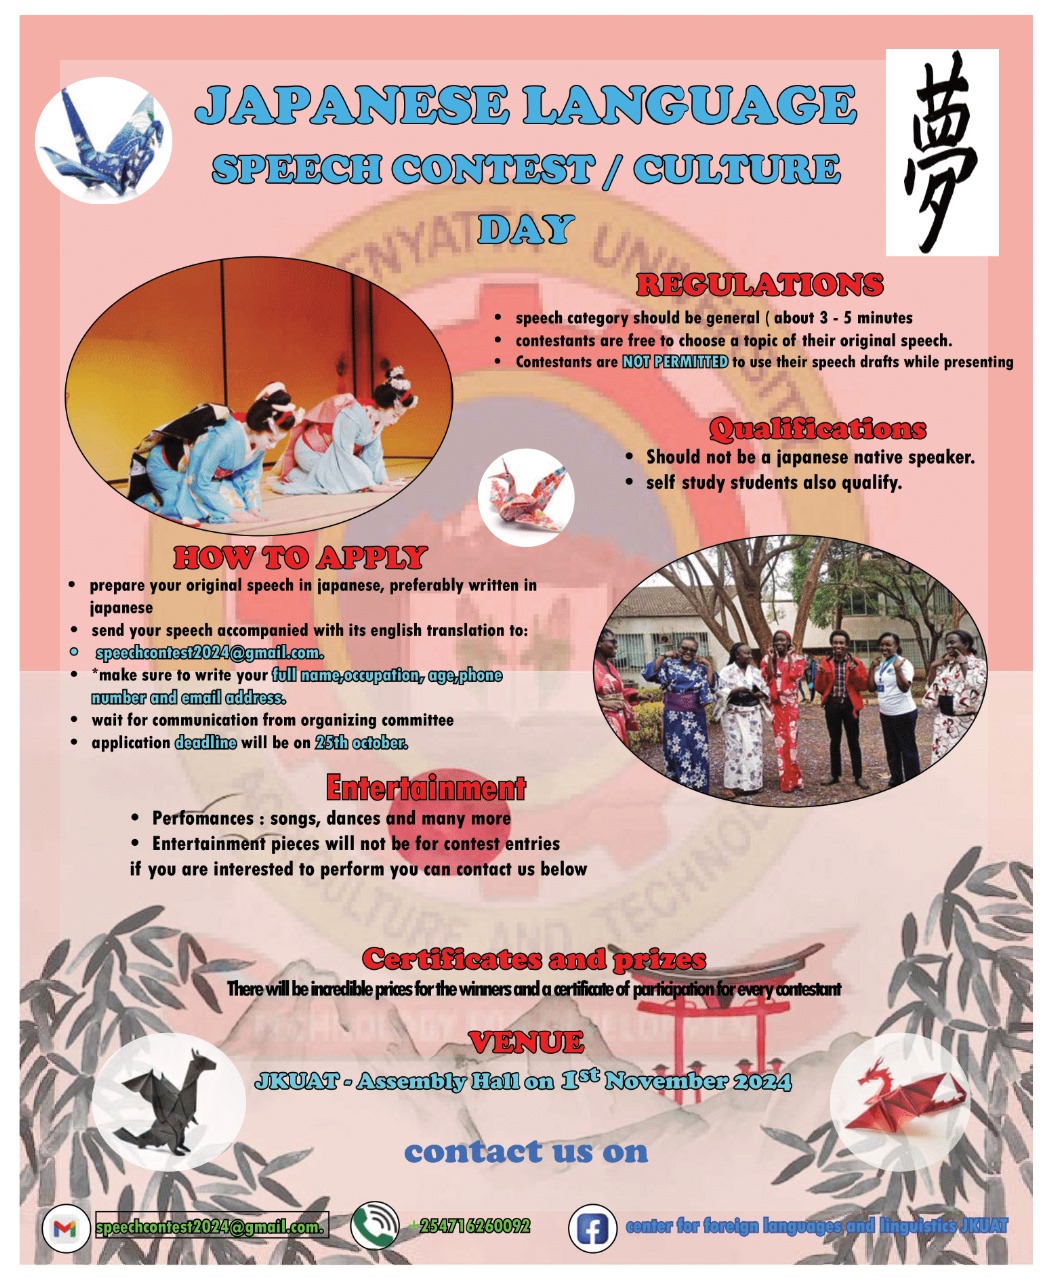 JAPANESE LANGUAGE
SPEECH CONTEST / CULTURE
DAY
夢
REGULATIONS
• speech category should be general ( about 3 - 5 minutes
• contestants are free to choose a topic of their original speech.
• Contestants are NOT PERMITTED to use their speech drafts while presenting
Qualifications
• Should not be a japanese native speaker.
• self study students also qualify.
HOW TO APPLY
• prepare your original speech in japanese, preferably written in
japanese
• send your speech accompanied with its english translation to:
• speechcontest2024@gmail.com.
• *make sure to write your full name,occupation, age,phone
number and email address.
• wait for communication from organizing committee
• application deadline will be on 25th october.
Entertainment
• Perfomances : songs, dances and many more
• Entertainment pieces will not be for contest entries
if you are interested to perform you can contact us below
Certificates and prizes
There will be incredible prices for the winners and a certificate of participation for every contestant
VENUE
JKUAT - Assembly Hall on 1st November 2024
contact us on
speechcontest2024@gmail.com.
+254716260092
center for foreign languages and linguistics JKUAT